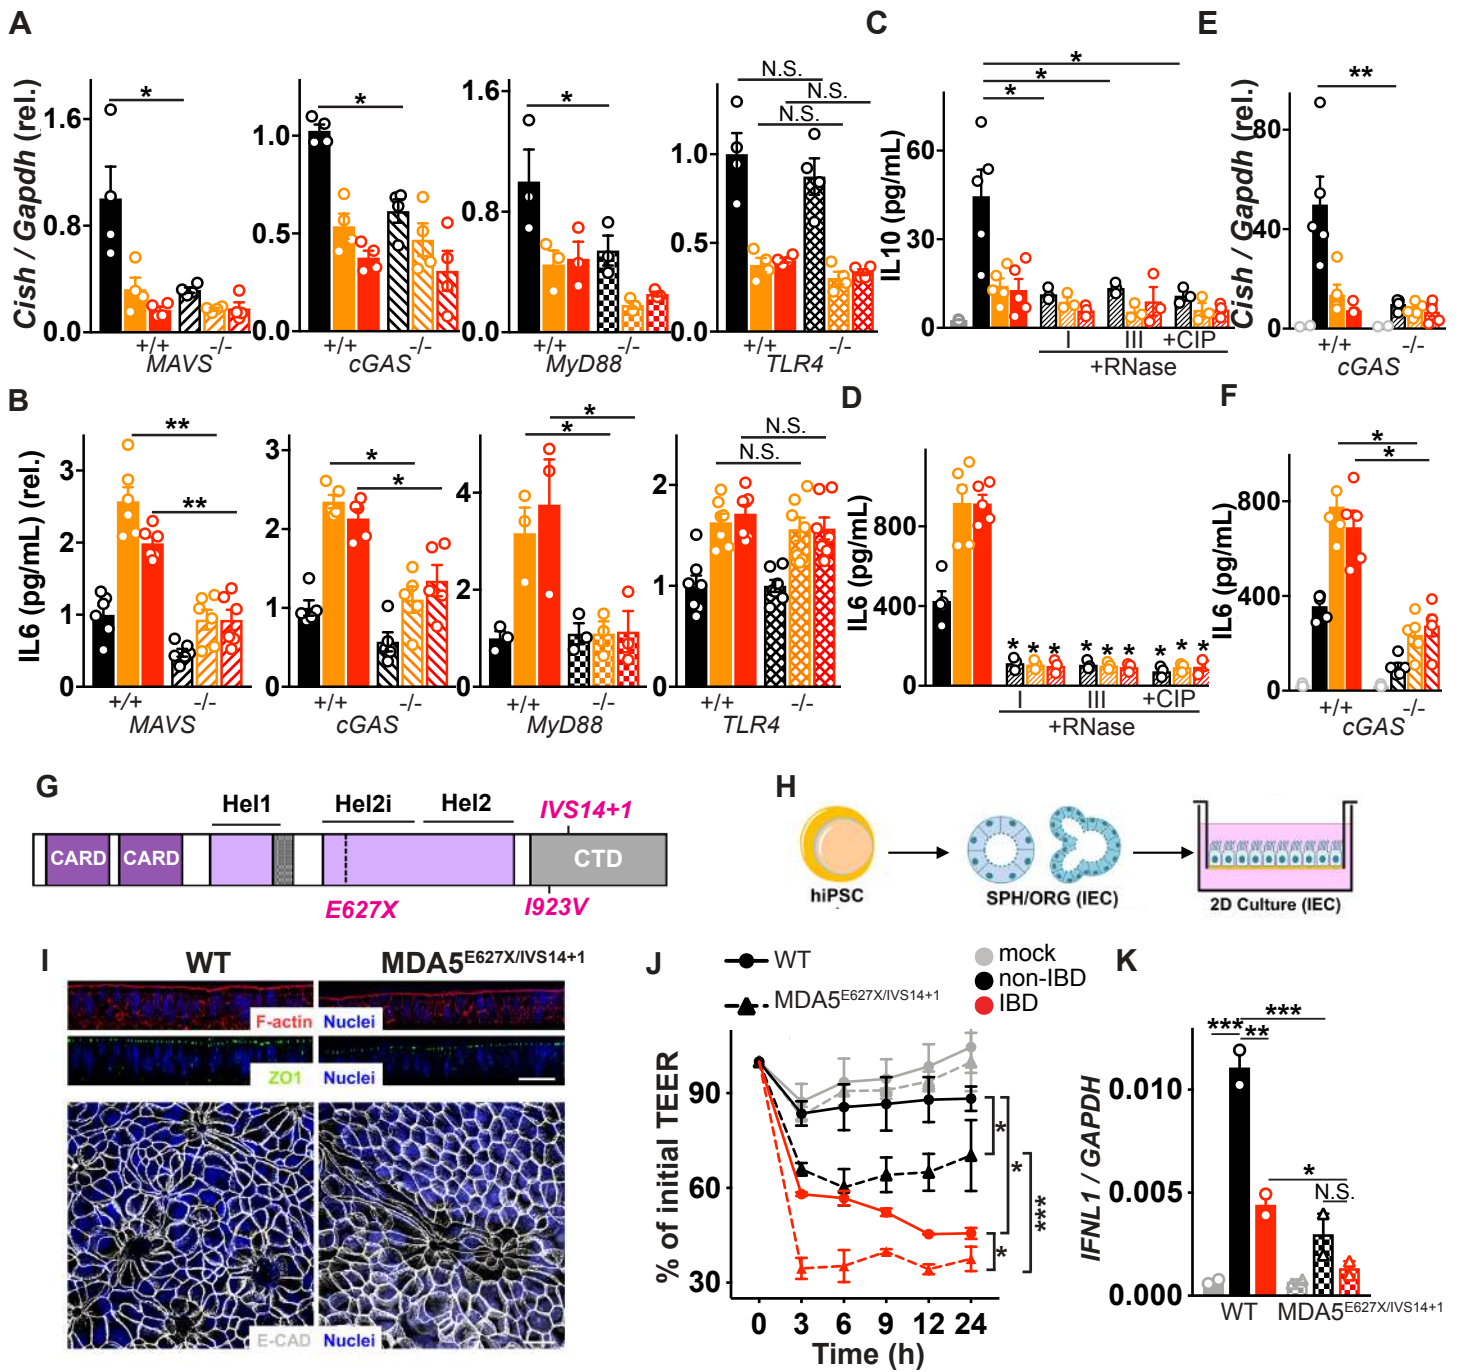 A
Cish / Gapdh (rel.)
1.6
0.8
0.0
*
+/+ -/-
MAVS
1.0
0.5
0.0
*
+/+ -/-
cGAS
1.6
0.8
0.0
*
+/+ -/-
MyD88
1.0
0.5
0.0
N.S.
N.S.
N.S.
+/+ -/-
TLR4
C
IL10 (pg/mL)
60
30
0
*
*
*
I III +CIP
+RNase
E
Cish / Gapdh (rel.)
80
40
0
**
+/+ -/-
cGAS
B
IL6 (pg/mL) (rel.)
3
2
1
0
**
**
+/+ -/-
MAVS
3
2
1
0
*
*
+/+ -/-
cGAS
4
2
0
*
*
+/+ -/-
MyD88
2
1
0
N.S.
N.S.
+/+ -/-
TLR4
D
IL6 (pg/mL)
800
400
0
* * * * * * * * *
I III +CIP
+RNase
F
IL6 (pg/mL)
800
400
0
*
*
+/+ -/-
cGAS
G
Hel1 Hel2i Hel2 IVS14+1
CARD CARD CTD
E627X I923V
H
hiPSC SPH/ORG (IEC) 2D Culture (IEC)
I
WT MDA5E627X/IVS14+1
F-actin Nuclei
ZO1 Nuclei
E-CAD Nuclei
J
WT
MDA5E627X/IVS14+1
mock
non-IBD
IBD
% of initial TEER
90
60
30
*
*
*
***
0 3 6 9 12 24
Time (h)
K
IFNL1 / GAPDH
0.010
0.005
0.000
***
*** **
*
N.S.
WT MDA5E627X/IVS14+1